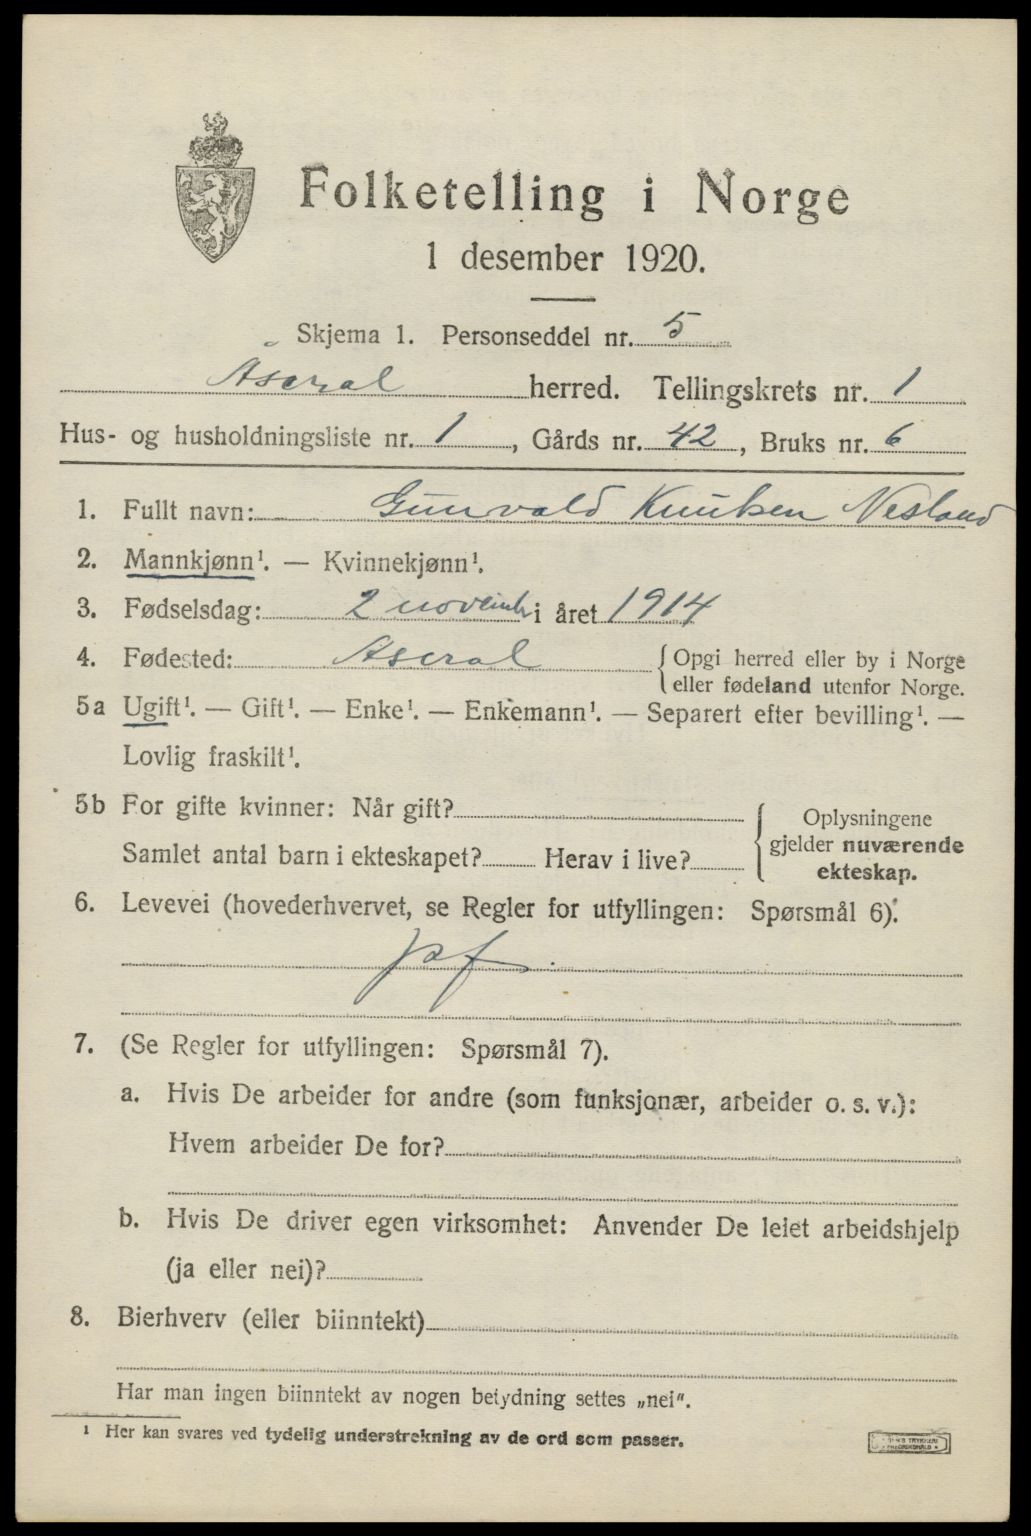 Folketelling i Norge
1 desember 1920.
Skjema 1. Personseddel nr. 5
Åseral herred. Tellingskrets nr. 1
Hus- og husholdningsliste nr. 1, Gårds nr. 42, Bruks nr. 6
1. Fullt navn: Gunvald Knutsen Nesland
2. Mannkjønn¹. — Kvinnekjønn¹.
3. Fødselsdag: 2 novemb i året 1914
4. Fødested: Åseral { Opgi herred eller by i Norge
eller fødeland utenfor Norge.
5a Ugift¹. — Gift¹. — Enke¹. — Enkemann¹. — Separert efter bevilling¹. —
Lovlig fraskilt¹.
5b For gifte kvinner: Når gift?
Samlet antal barn i ekteskapet? Herav i live?
Oplysningene
gjelder nuværende
ekteskap.
6. Levevei (hovederhvervet, se Regler for utfyllingen: Spørsmål 6).
7. (Se Regler for utfyllingen: Spørsmål 7).
a. Hvis De arbeider for andre (som funksjonær, arbeider o. s. v.):
Hvem arbeider De for?
b. Hvis De driver egen virksomhet: Anvender De leiet arbeidshjelp
(ja eller nei)?
8. Bierhverv (eller biinntekt)
Har man ingen biinntekt av nogen betydning settes „nei".
¹ Her kan svares ved tydelig understrekning av de ord som passer.